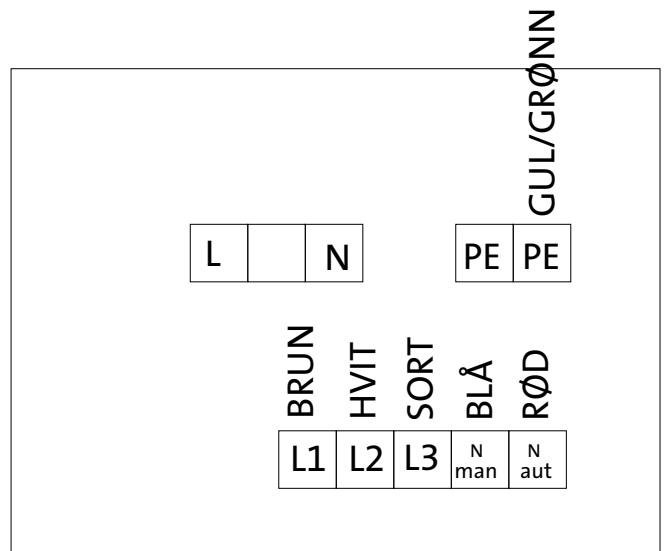 GUL/GRØNN
L N PE PE
BRUN HVIT SORT BLÅ RØD
L1 L2 L3 N man N aut